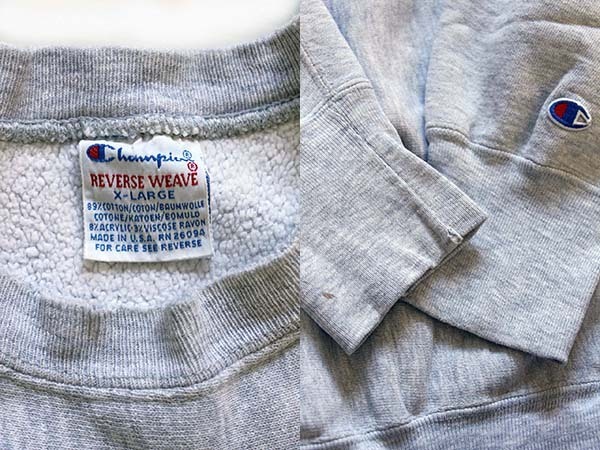 Champion®
REVERSE WEAVE®
X-LARGE
89%COTTON/COTON/BAUMWOLLE
COTONE/KATOEN/BOMULD
8%ACRYLIC·3%VISCOSE RAYON
MADE IN U.S.A. RN 26094
FOR CARE SEE REVERSE